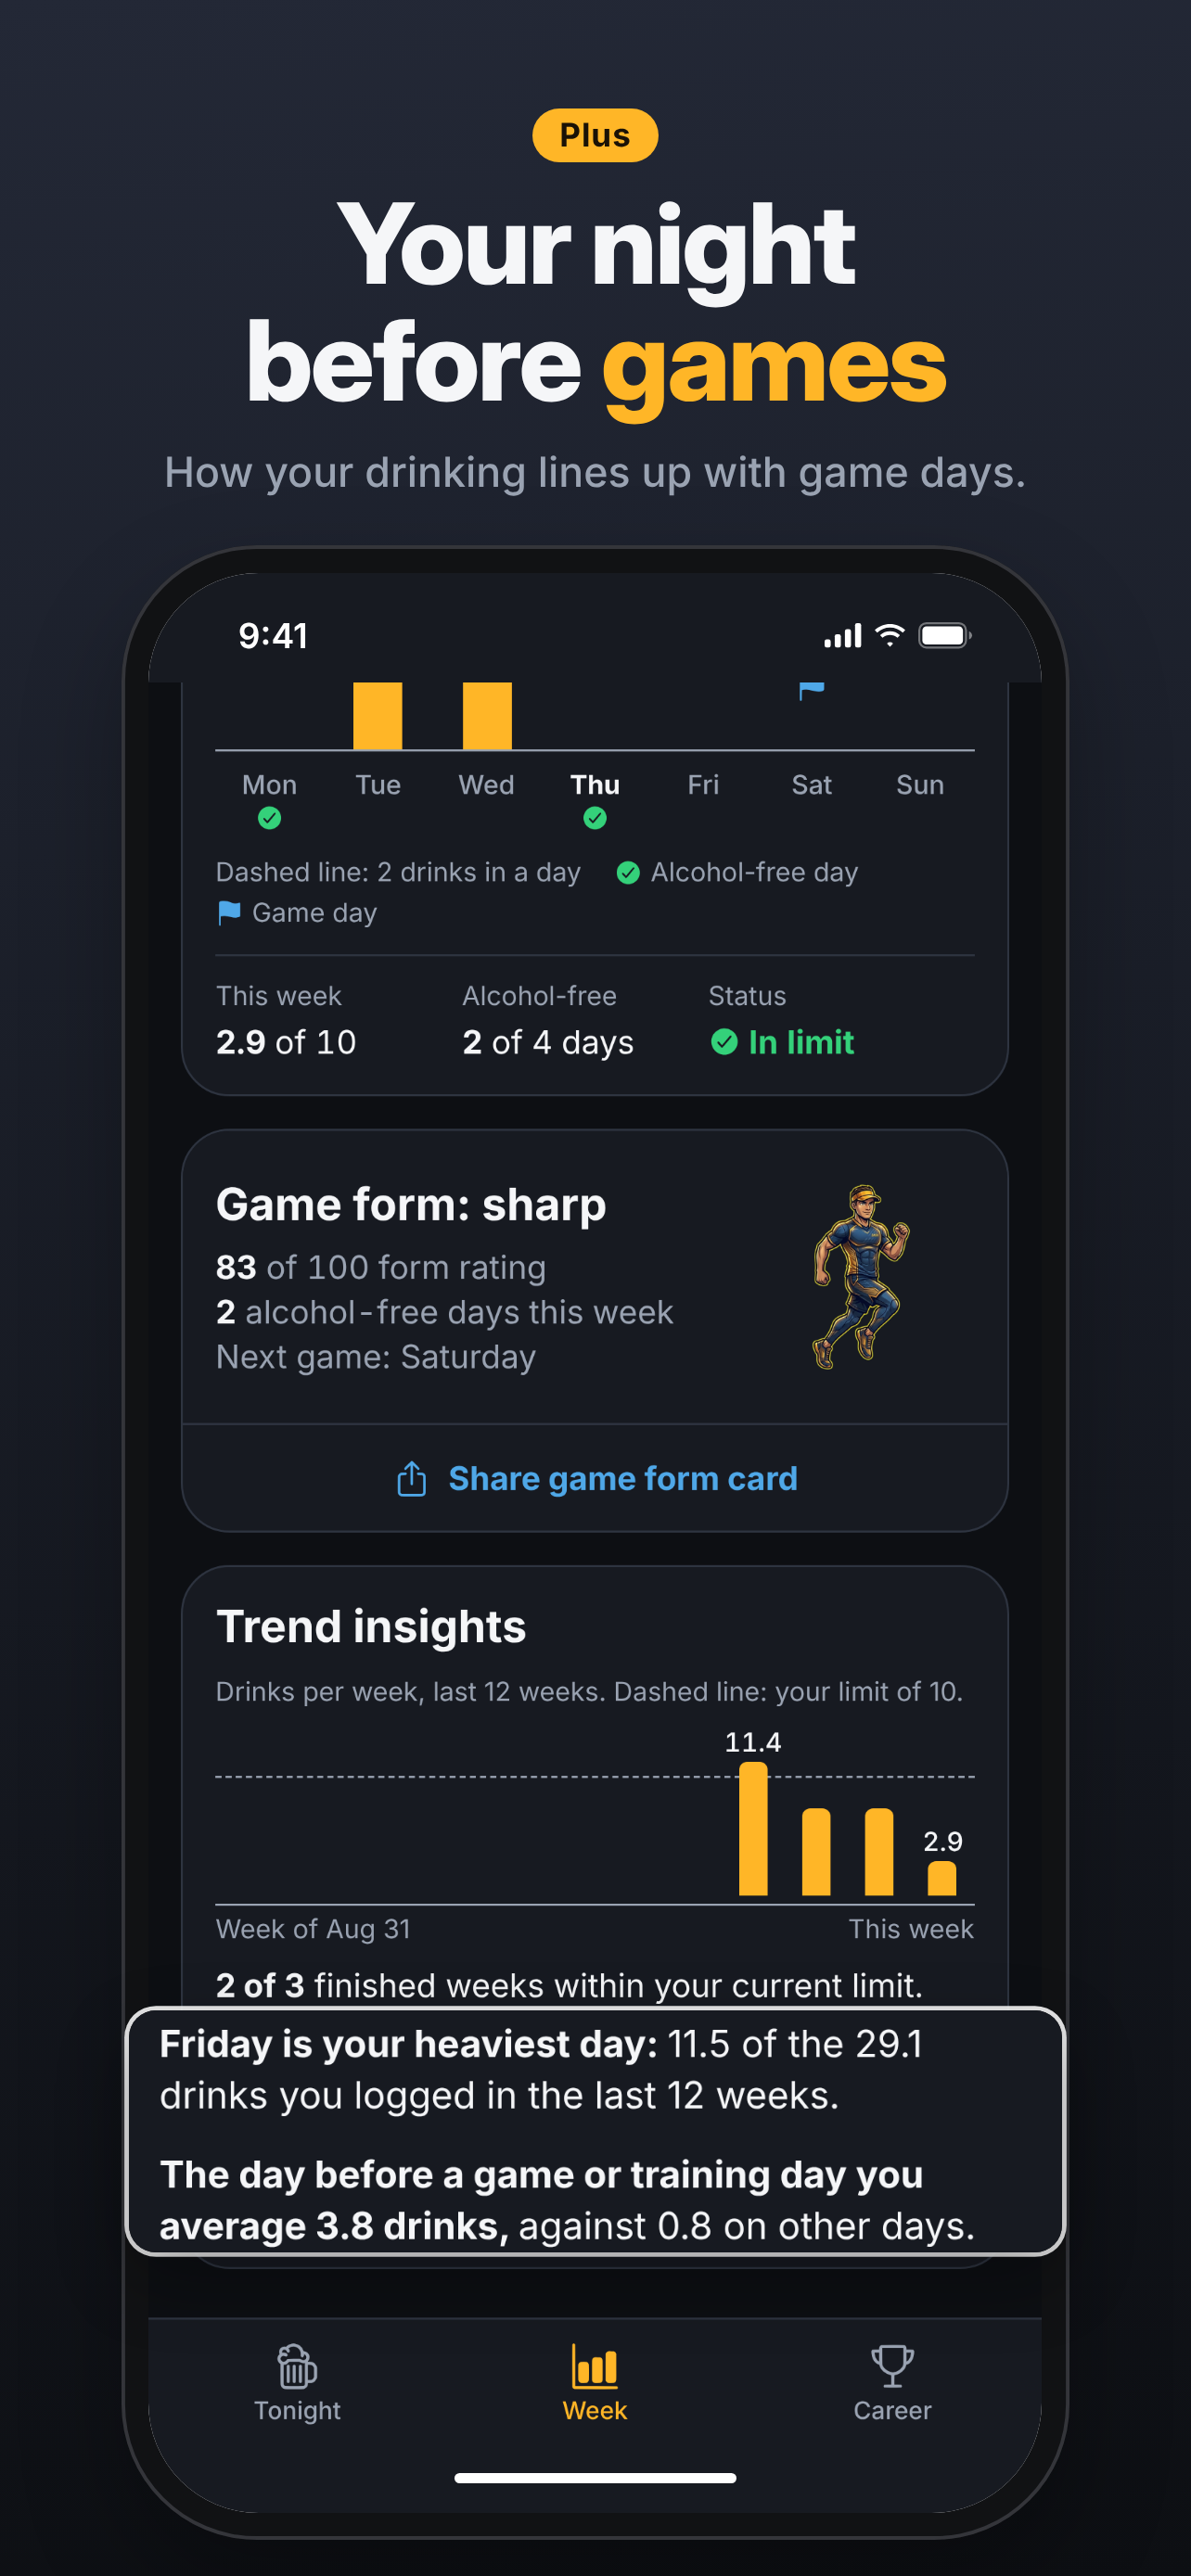 Plus
Your night
before games
How your drinking lines up with game days.
9:41
Mon Tue Wed Thu Fri Sat Sun
Dashed line: 2 drinks in a day Alcohol-free day
Game day
This week Alcohol-free Status
2.9 of 10 2 of 4 days In limit
Game form: sharp
83 of 100 form rating
2 alcohol-free days this week
Next game: Saturday
Share game form card
Trend insights
Drinks per week, last 12 weeks. Dashed line: your limit of 10.
11.4
2.9
Week of Aug 31 This week
2 of 3 finished weeks within your current limit.
Friday is your heaviest day: 11.5 of the 29.1
drinks you logged in the last 12 weeks.
The day before a game or training day you
average 3.8 drinks, against 0.8 on other days.
Tonight Week Career